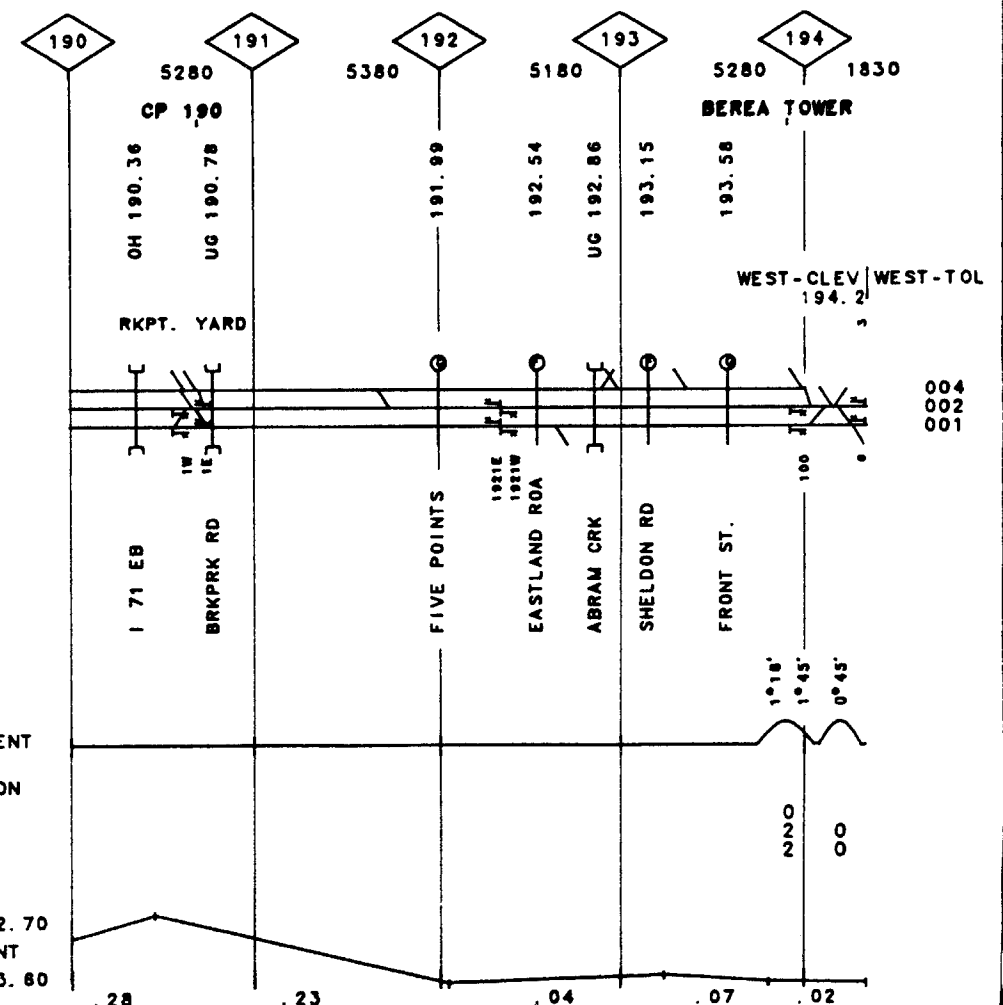 190 191 192 193 194
5280 5380 5180 5280 1830
CP 190 BEREA TOWER
OH 190.36
UG 190.78
191.99
192.54
UG 192.86
193.15
193.58
WEST-CLEV WEST-TOL
194.2
3
RKPT. YARD
004
002
001
1W
1E
1921E
1921W
100
I 71 EB
BRKPRK RD
FIVE POINTS
EASTLAND ROA
ABRAM CRK
SHELDON RD
FRONT ST.
1°18'
1°45'
0°45'
ENT
ON
0
2 0
2 0
2.70
NT
3.60
.28 .23 .04 .07 .02